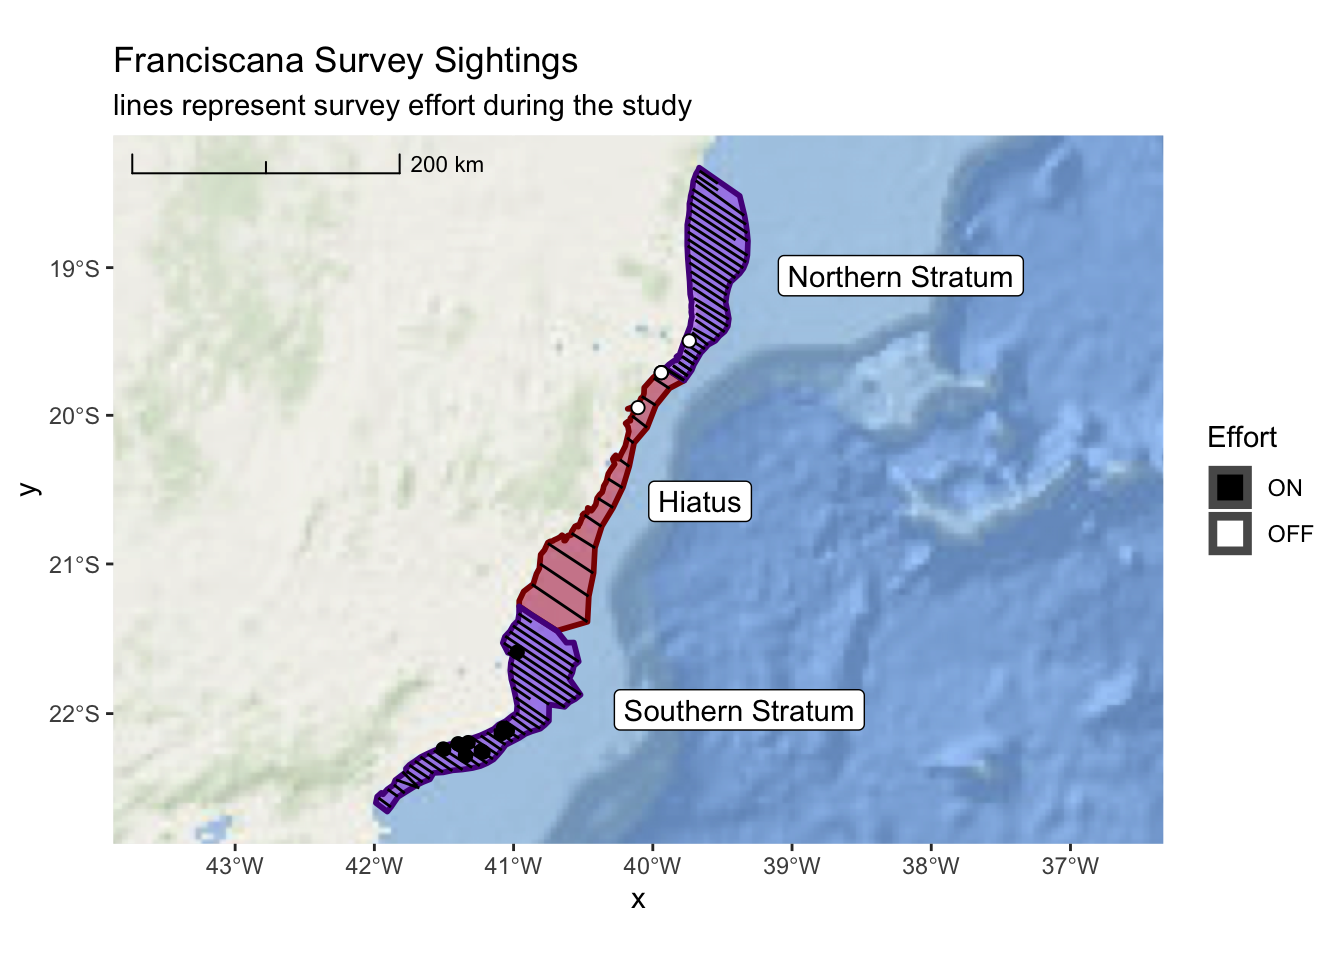 Franciscana Survey Sightings
lines represent survey effort during the study
200 km
Northern Stratum
Hiatus
Southern Stratum
19°S
20°S
21°S
22°S
y
43°W
42°W
41°W
40°W
39°W
38°W
37°W
x
Effort
ON
OFF